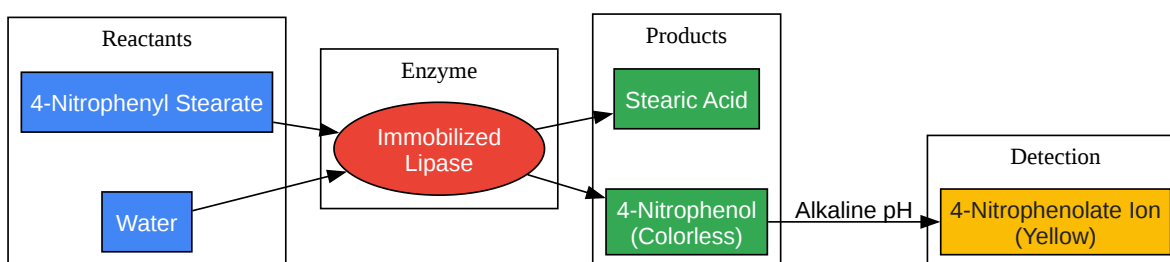 Reactants
4-Nitrophenyl Stearate
Water
Enzyme
Immobilized
Lipase
Products
Stearic Acid
4-Nitrophenol
(Colorless)
Alkaline pH
Detection
4-Nitrophenolate Ion
(Yellow)